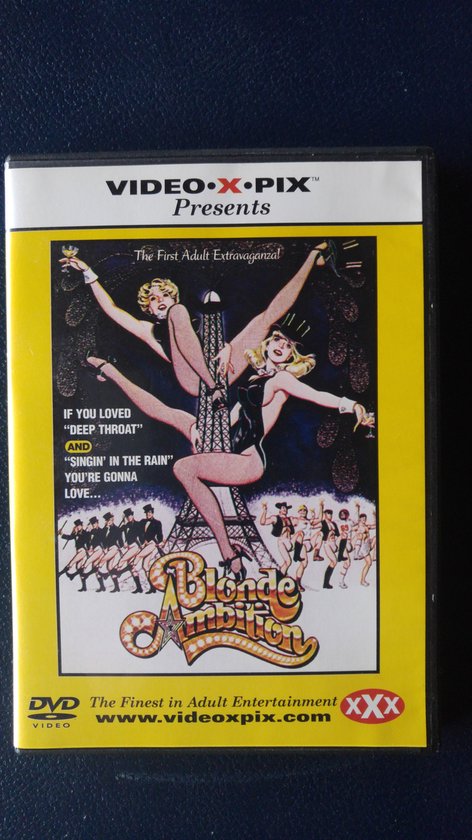 VIDEO·X·PIX™
Presents
The First Adult Extravaganza!
IF YOU LOVED
"DEEP THROAT"
AND
"SINGIN' IN THE RAIN"
YOU'RE GONNA
LOVE...
Blonde
Ambition
DVD
VIDEO
The Finest in Adult Entertainment
www.videoxpix.com
XXX